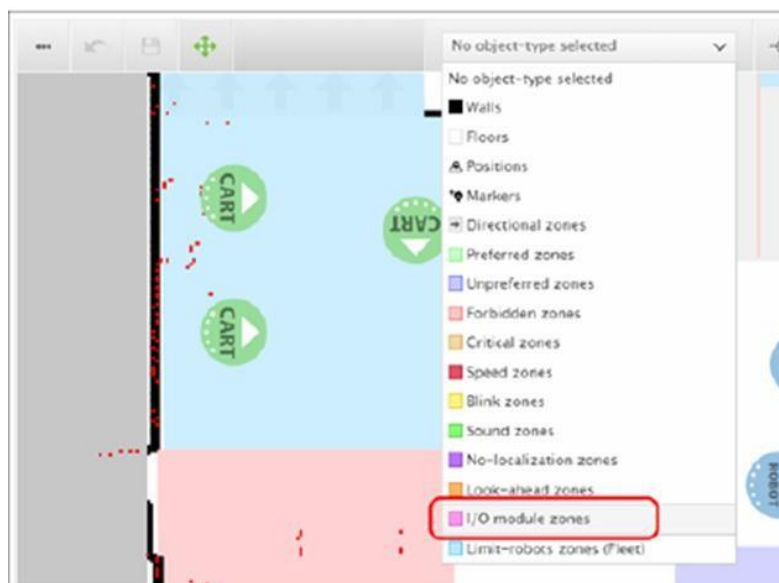 No object-type selected
No object-type selected
Walls
Floors
Positions
Markers
Directional zones
Preferred zones
Unpreferred zones
Forbidden zones
Critical zones
Speed zones
Blink zones
Sound zones
No-localization zones
Look-ahead zones
I/O module zones
Limit-robots zones (Fleet)
CART
CART
CART
ROBOT